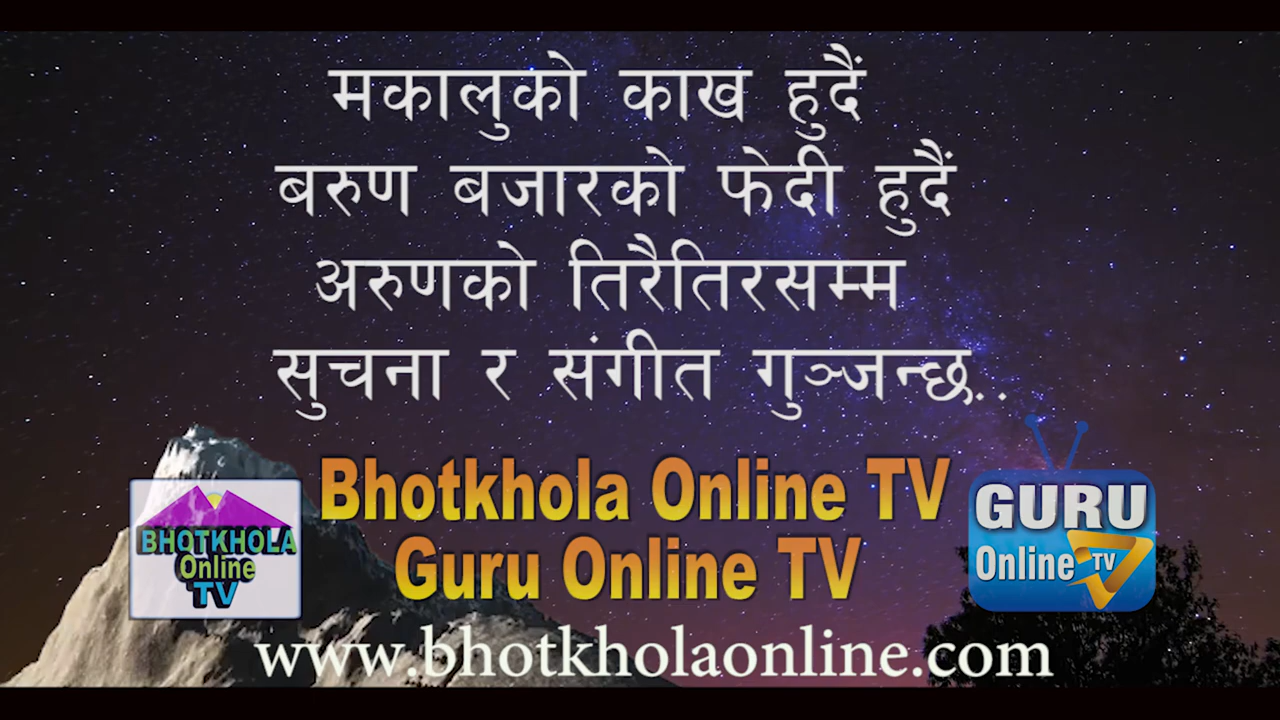 मकालुको काख हुदैं
बरुण बजारको फेदी हुदैं
अरुणको तिरैतिरसम्म
सुचना र संगीत गुञ्जन्छ..
Bhotkhola Online TV
Guru Online TV
www.bhotkholaonline.com
BHOTKHOLA
Online
TV
GURU
Online TV